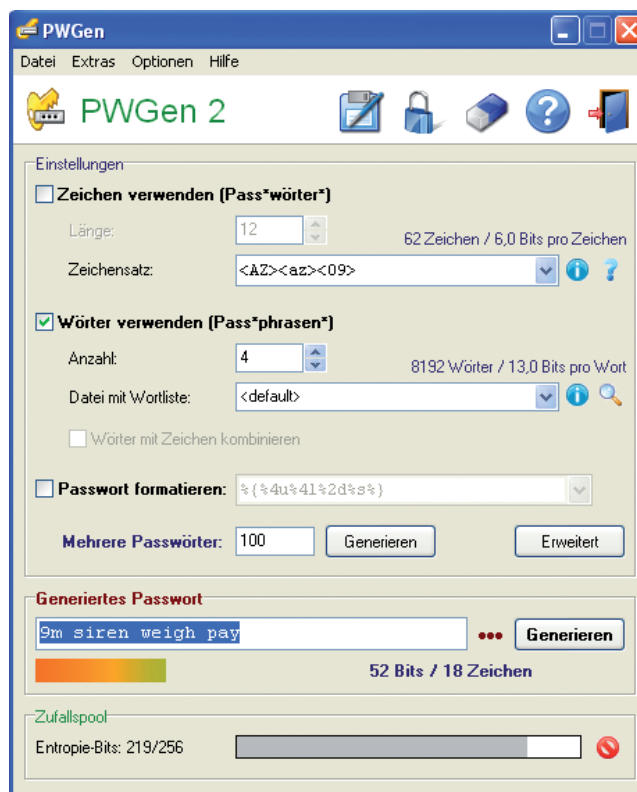 PWGen
Datei Extras Optionen Hilfe
PWGen 2
Einstellungen
Zeichen verwenden (Pass*wörter*)
Länge: 12
62 Zeichen / 6,0 Bits pro Zeichen
Zeichensatz: <AZ><az><09>
Wörter verwenden (Pass*phrasen*)
Anzahl: 4
8192 Wörter / 13,0 Bits pro Wort
Datei mit Wortliste: <default>
Wörter mit Zeichen kombinieren
Passwort formatieren: %{%4u%4l%2d%s%}
Mehrere Passwörter: 100 Generieren Erweitert
Generiertes Passwort
9m siren weigh pay
Generieren
52 Bits / 18 Zeichen
Zufallspool
Entropie-Bits: 219/256